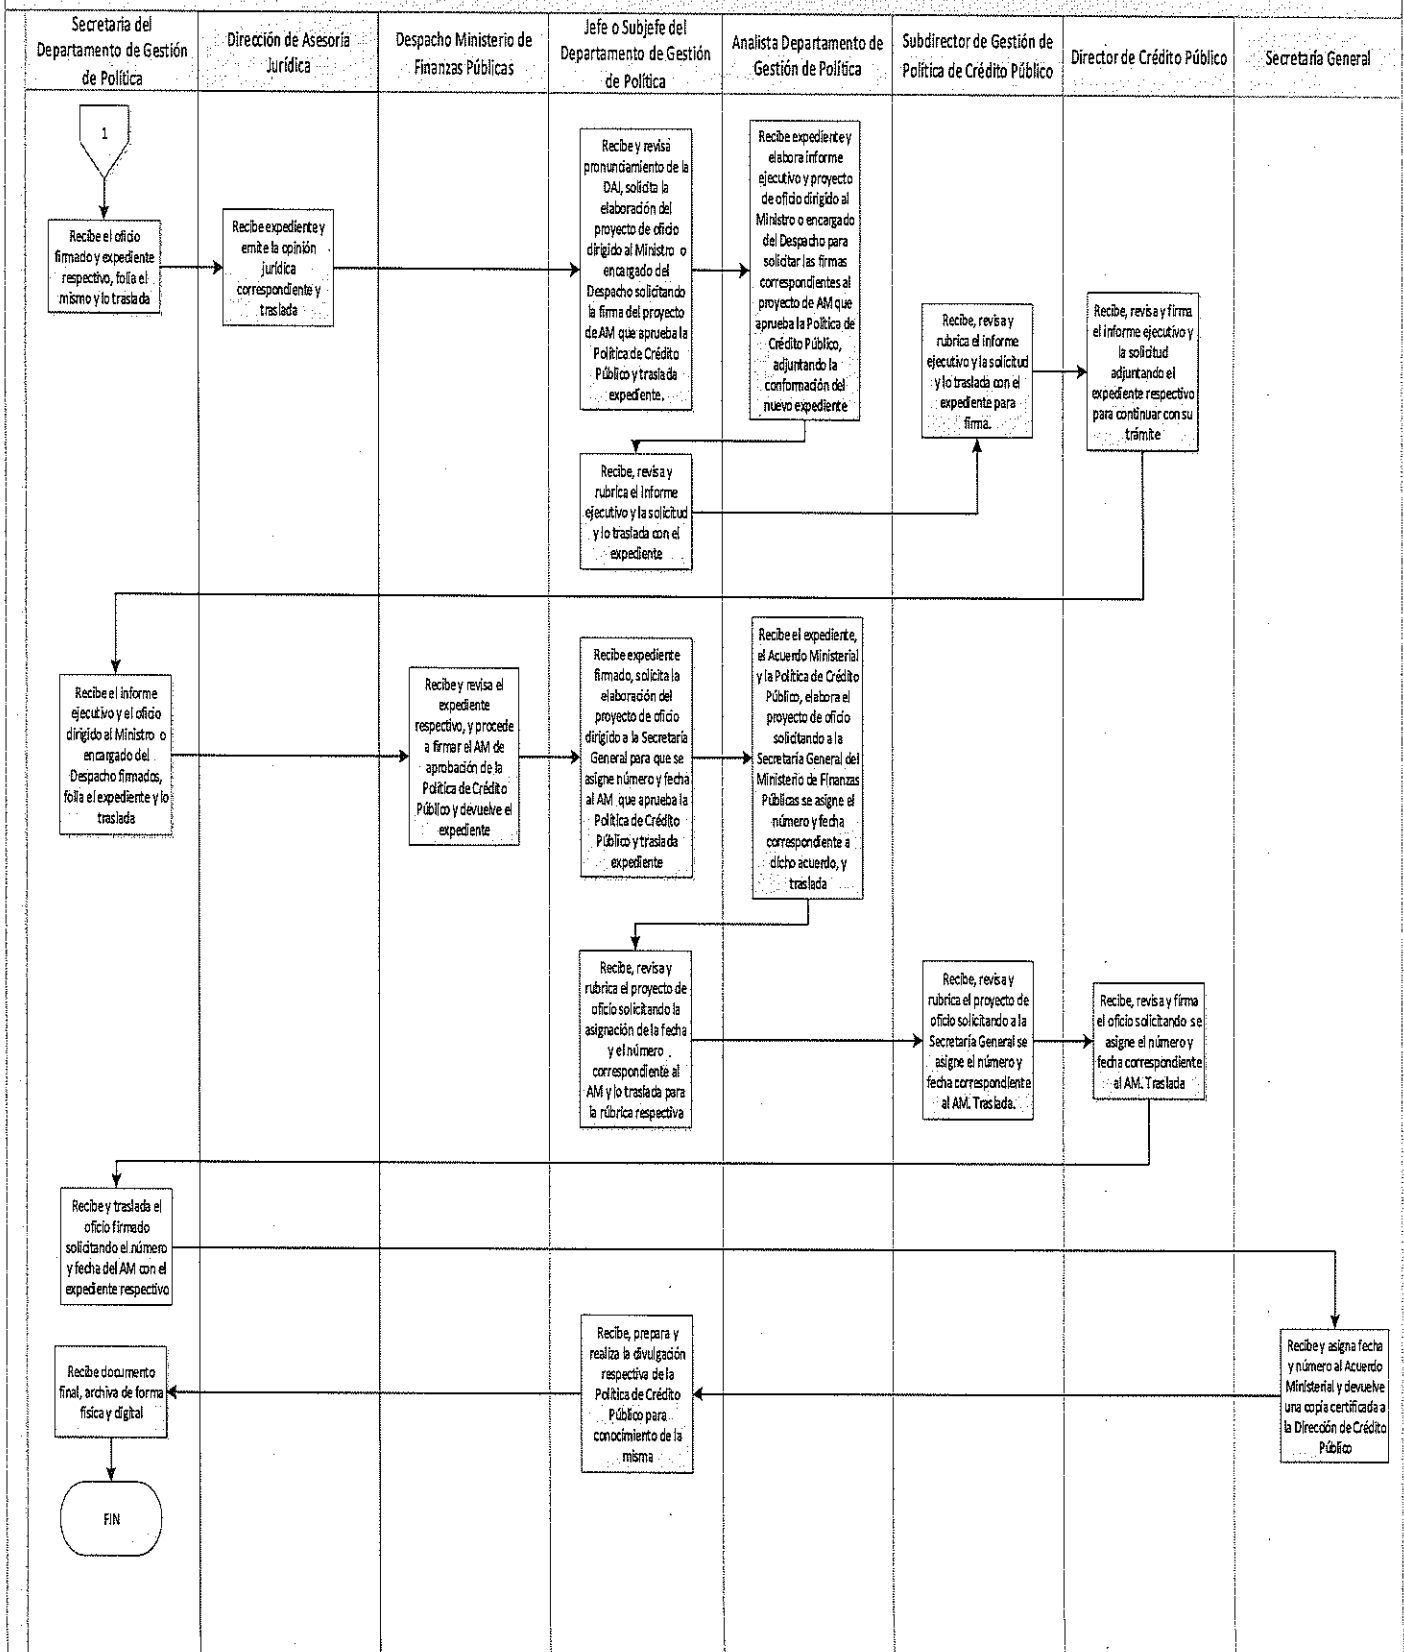 Secretaria del
Departamento de Gestión
de Política
Dirección de Asesoría
Jurídica
Despacho Ministerio de
Finanzas Públicas
Jefe o Subjefe del
Departamento de Gestión
de Política
Analista Departamento de
Gestión de Política
Subdirector de Gestión de
Política de Crédito Público
Director de Crédito Público
Secretaría General
1
Recibe el oficio
firmado y expediente
respectivo, folia el
mismo y lo traslada
Recibe expediente y
emite la opinión
jurídica
correspondiente y
traslada
Recibe y revisa
pronunciamiento de la
DAJ, solicita la
elaboración del
proyecto de oficio
dirigido al Ministro o
encargado del
Despacho solicitando
la firma del proyecto
de AM que aprueba la
Política de Crédito
Público y traslada
expediente.
Recibe expediente y
elabora informe
ejecutivo y proyecto
de oficio dirigido al
Ministro o encargado
del Despacho para
solicitar las firmas
correspondientes al
proyecto de AM que
aprueba la Política de
Crédito Público,
adjuntando la
conformación del
nuevo expediente
Recibe, revisa y
rubrica el informe
ejecutivo y la solicitud
y lo traslada con el
expediente
Recibe, revisa y
rubrica el informe
ejecutivo y la solicitud
y lo traslada con el
expediente para
firma.
Recibe, revisa y firma
el informe ejecutivo y
la solicitud
adjuntando el
expediente respectivo
para continuar con su
trámite
Recibe el informe
ejecutivo y el oficio
dirigido al Ministro o
encargado del
Despacho firmados,
folia el expediente y lo
traslada
Recibe y revisa el
expediente
respectivo, y procede
a firmar el AM de
aprobación de la
Política de Crédito
Público y devuelve el
expediente
Recibe expediente
firmado, solicita la
elaboración del
proyecto de oficio
dirigido a la Secretaría
General para que se
asigne número y fecha
al AM que aprueba la
Política de Crédito
Público y traslada
expediente
Recibe el expediente,
el Acuerdo Ministerial
y la Política de Crédito
Público, elabora el
proyecto de oficio
solicitando a la
Secretaría General del
Ministerio de Finanzas
Públicas se asigne el
número y fecha
correspondiente a
dicho acuerdo, y
traslada
Recibe, revisa y
rubrica el proyecto de
oficio solicitando la
asignación de la fecha
y el número
correspondiente al
AM y lo traslada para
la rúbrica respectiva
Recibe, revisa y
rubrica el proyecto de
oficio solicitando a la
Secretaría General se
asigne el número y
fecha correspondiente
al AM. Traslada.
Recibe, revisa y firma
el oficio solicitando se
asigne el número y
fecha correspondiente
al AM. Traslada
Recibe y traslada el
oficio firmado
solicitando el número
y fecha del AM con el
expediente respectivo
Recibe y asigna fecha
y número al Acuerdo
Ministerial y devuelve
una copia certificada a
la Dirección de Crédito
Público
Recibe, prepara y
realiza la divulgación
respectiva de la
Política de Crédito
Público para
conocimiento de la
misma
Recibe documento
final, archiva de forma
física y digital
FIN